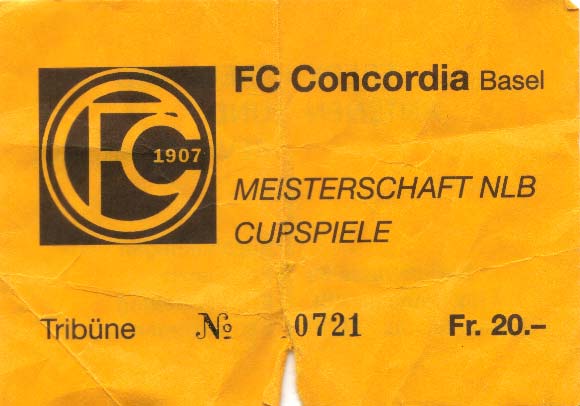 FC Concordia Basel
FC 1907
MEISTERSCHAFT NLB
CUPSPIELE
Tribüne № 0721 Fr. 20.–